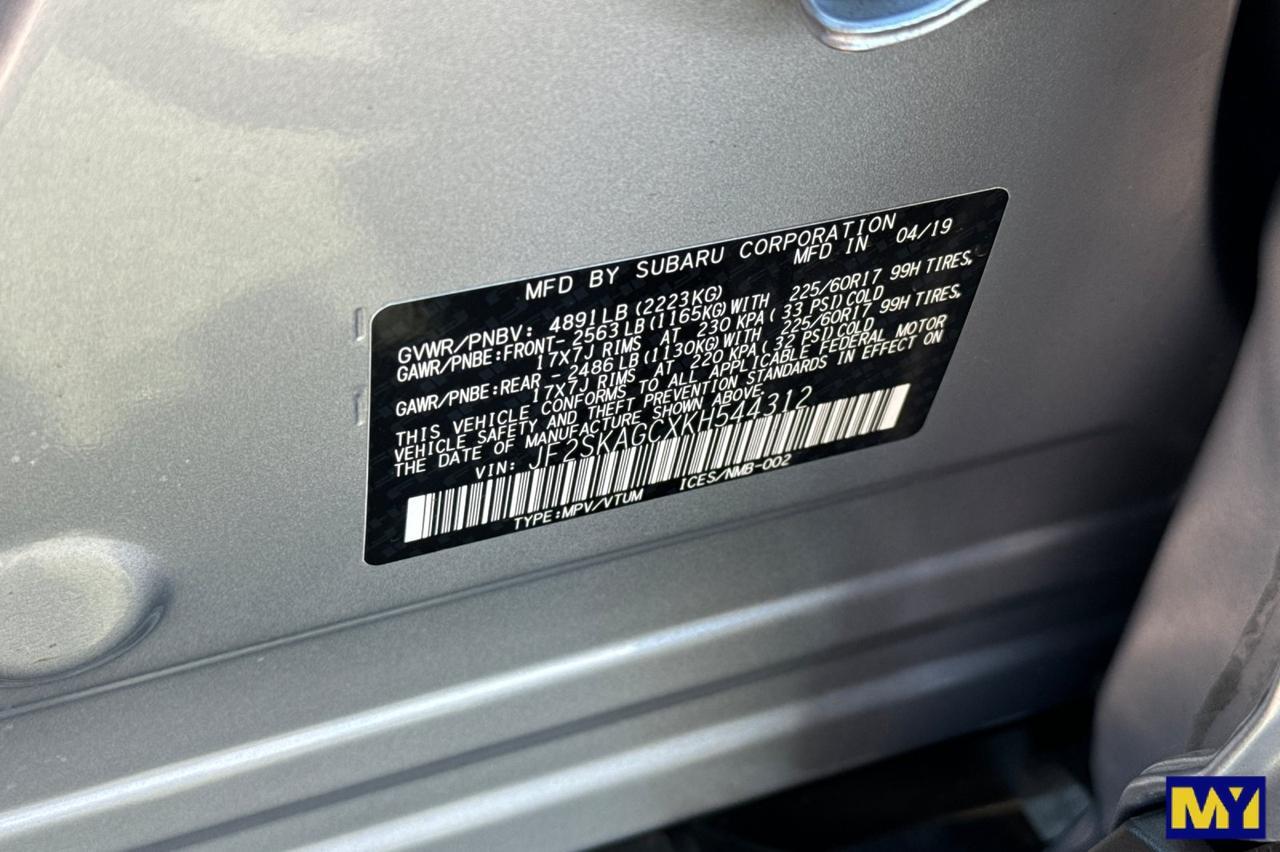 MFD BY SUBARU CORPORATION
MFD IN 04/19
GVWR/PNBV: 4891LB(2223KG)
GAWR/PNBE:FRONT-2563LB(1165KG)WITH 225/60R17 99H TIRES,
17X7J RIMS AT 230 KPA( 33 PSI)COLD
GAWR/PNBE:REAR -2486LB(1130KG)WITH 225/60R17 99H TIRES,
17X7J RIMS AT 220 KPA( 32 PSI)COLD
THIS VEHICLE CONFORMS TO ALL APPLICABLE FEDERAL MOTOR
VEHICLE SAFETY AND THEFT PREVENTION STANDARDS IN EFFECT ON
THE DATE OF MANUFACTURE SHOWN ABOVE.
VIN: JF2SKAGCXKH544312
TYPE:MPV/VTUM ICES/NMB-002
MY